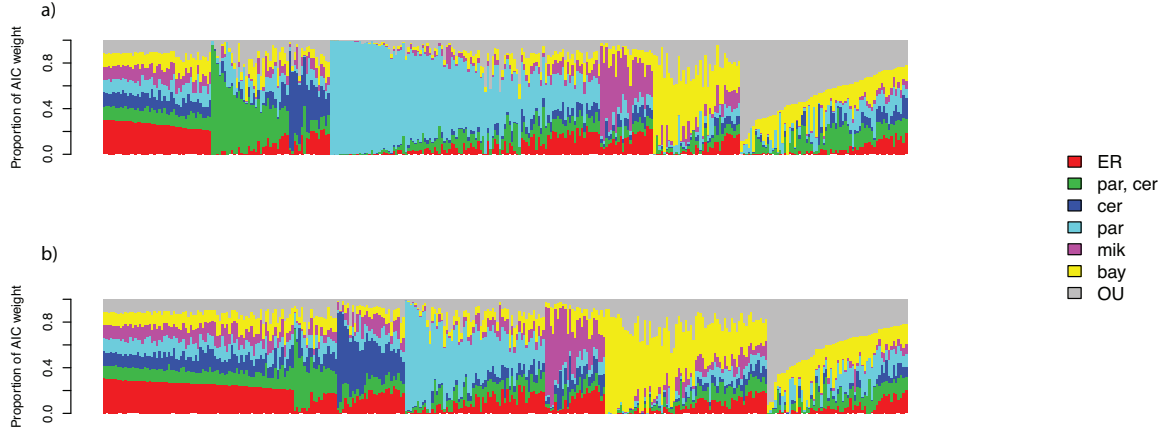 a)
Proportion of AIC weight
0.8
0.4
0.0
ER
par, cer
cer
par
mik
bay
OU
b)
Proportion of AIC weight
0.8
0.4
0.0